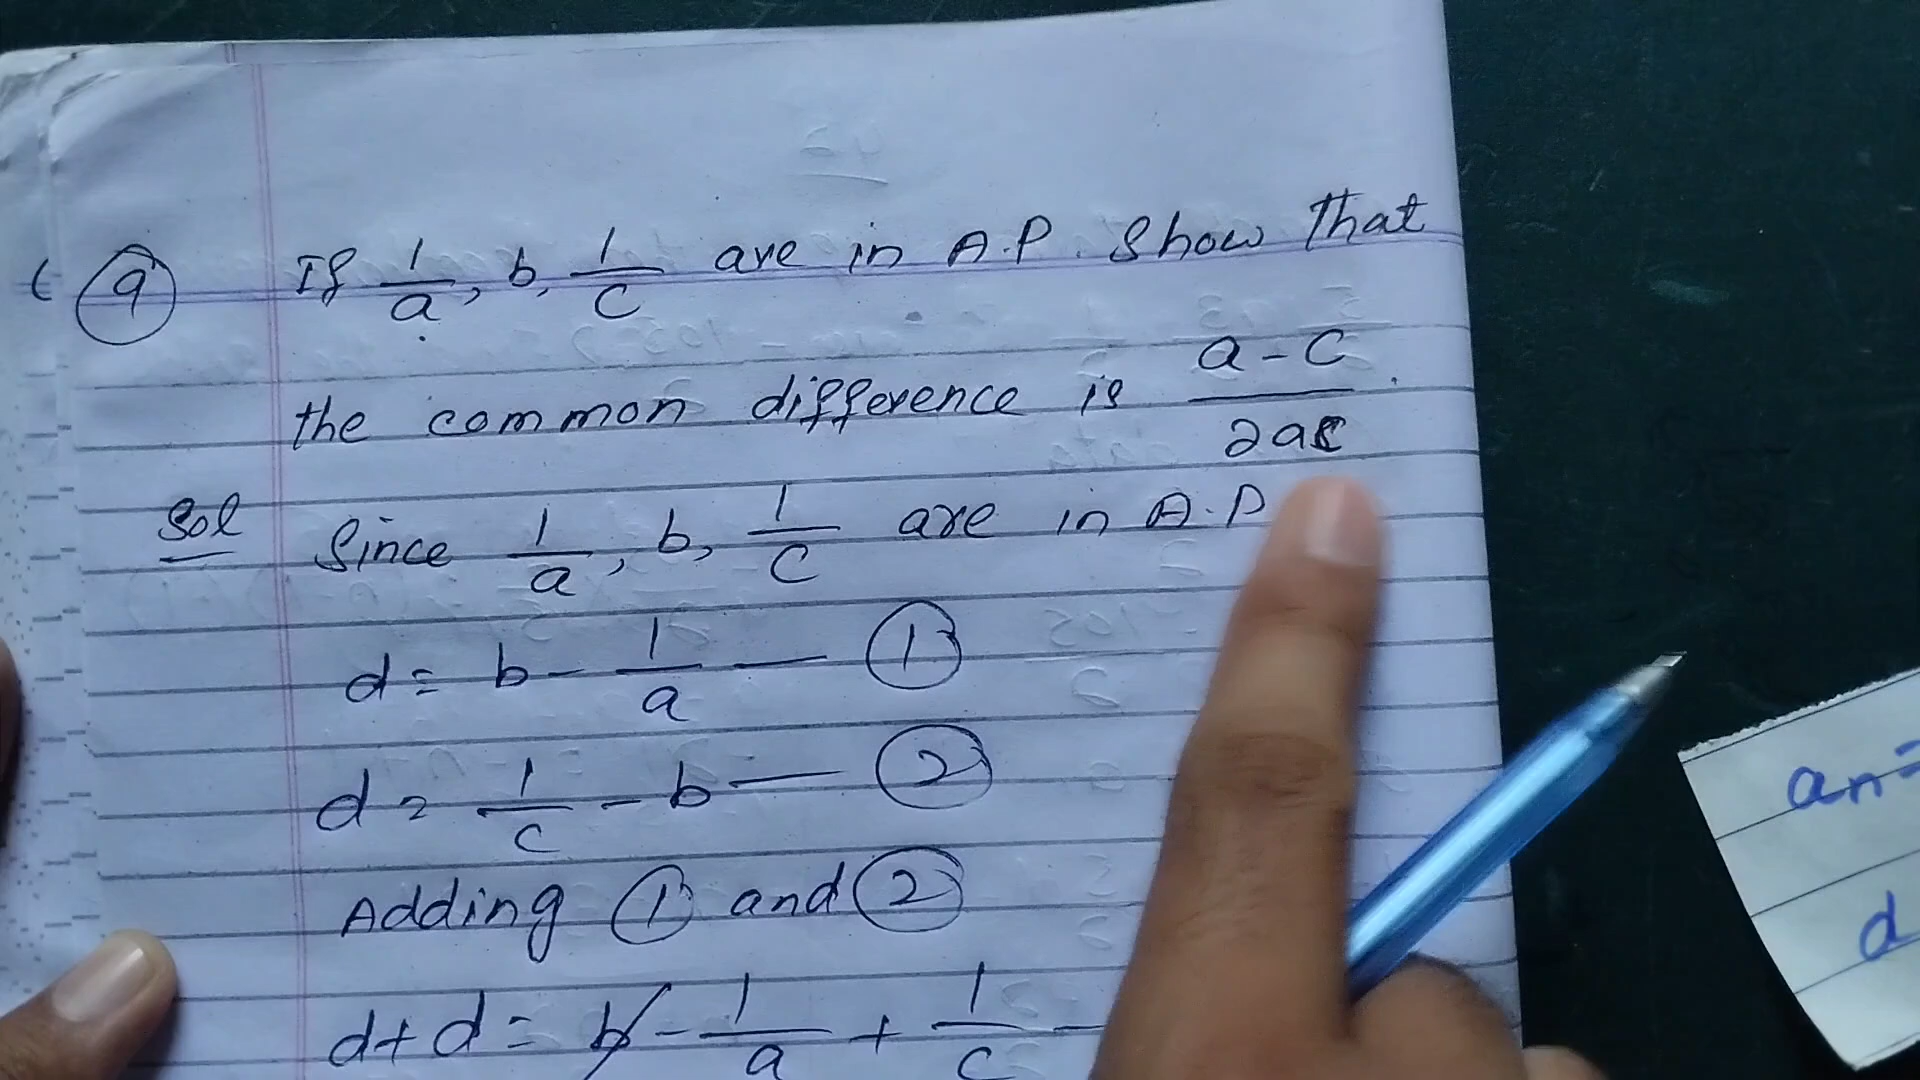 (9) If 1/a, b, 1/c are in A.P. Show that
the common difference is (a-c)/2ac.
Sol Since 1/a, b, 1/c are in A.P
d = b - 1/a — (1)
d = 1/c - b — (2)
Adding (1) and (2)
d+d = b - 1/a + 1/c -
an=
d